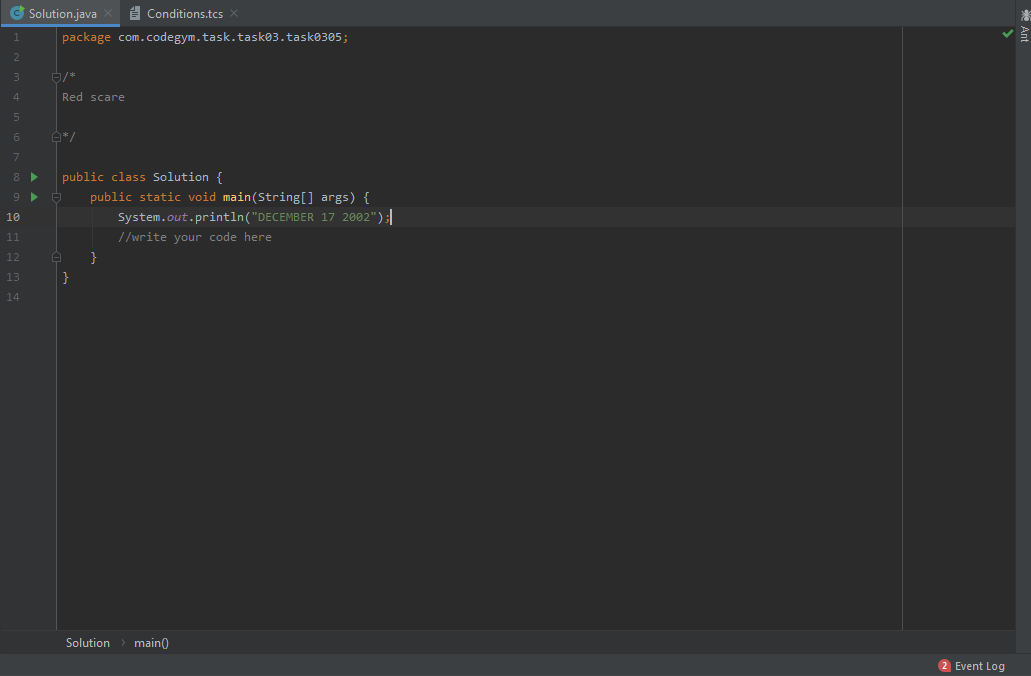 Solution.java Conditions.tcs
Ant
1 package com.codegym.task.task03.task0305;
2
3 /*
4 Red scare
5
6 */
7
8 public class Solution {
9 public static void main(String[] args) {
10 System.out.println("DECEMBER 17 2002");
11 //write your code here
12 }
13 }
14
Solution main()
2 Event Log